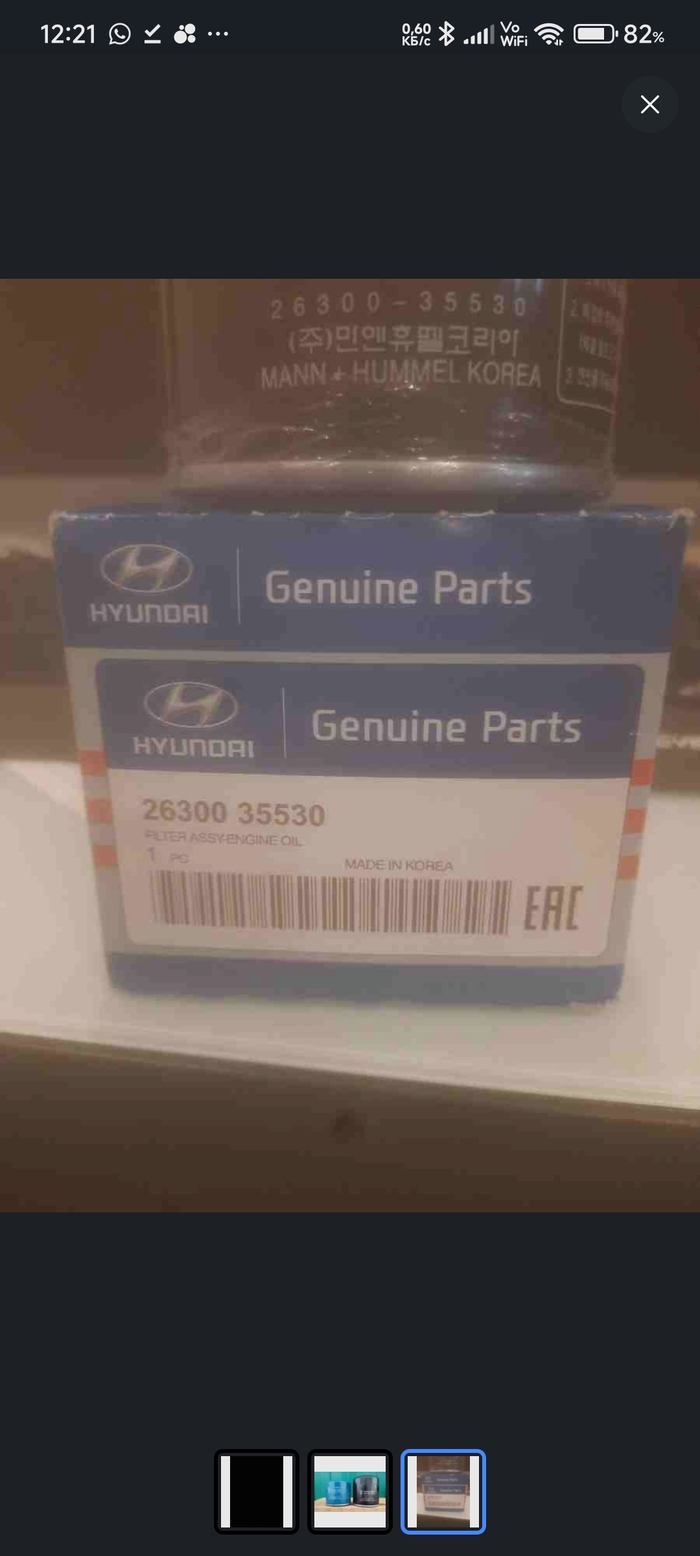 12:21
0,60
КБ/с
Vo
WiFi
82%
26300-35530
(주)만앤휴멜코리아
MANN + HUMMEL KOREA
HYUNDAI
Genuine Parts
HYUNDAI
Genuine Parts
26300 35530
FILTER ASSY-ENGINE OIL
1 PC
MADE IN KOREA
EAC